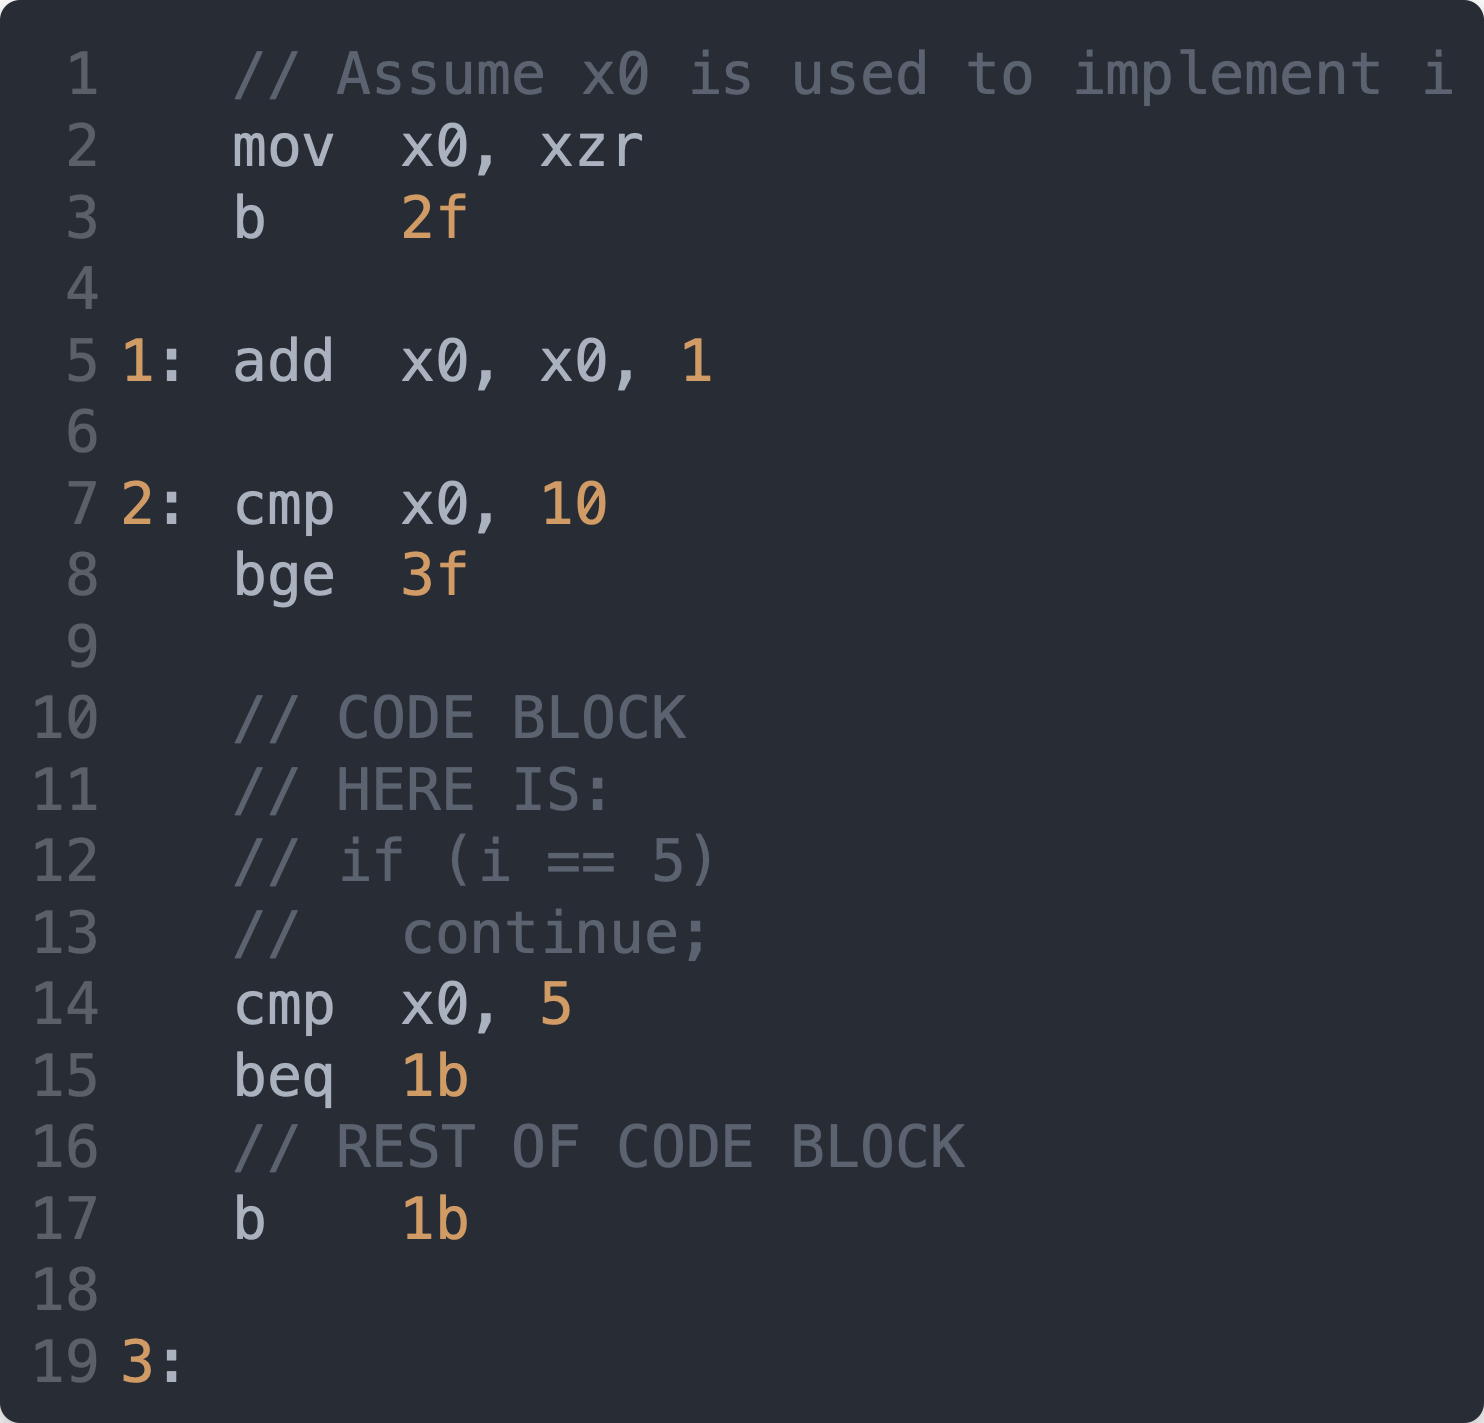 1 // Assume x0 is used to implement i
2 mov x0, xzr
3 b 2f
4
5 1: add x0, x0, 1
6
7 2: cmp x0, 10
8 bge 3f
9
10 // CODE BLOCK
11 // HERE IS:
12 // if (i == 5)
13 // continue;
14 cmp x0, 5
15 beq 1b
16 // REST OF CODE BLOCK
17 b 1b
18
19 3: